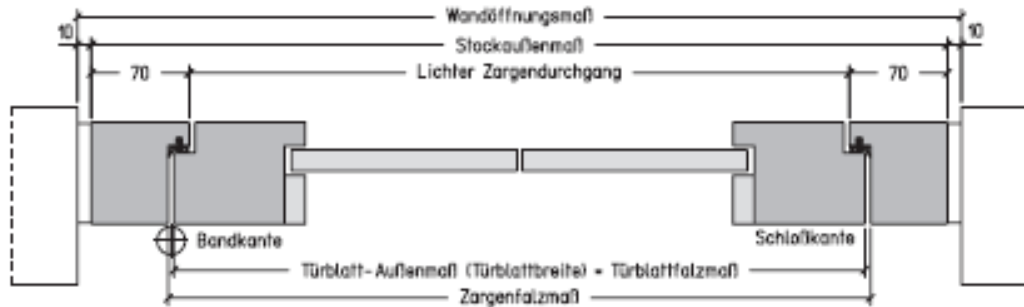 Wandöffnungsmaß
10
10
Stockaußenmaß
70
Lichter Zargendurchgang
70
Bandkante
Schloßkante
Türblatt-Außenmaß (Türblattbreite) = Türblattfalzmaß
Zargenfalzmaß